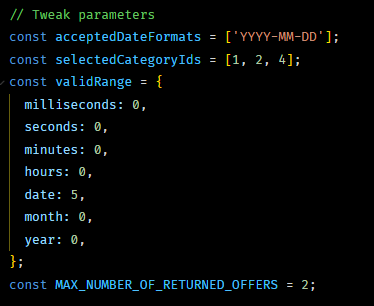 // Tweak parameters
const acceptedDateFormats = ['YYYY-MM-DD'];
const selectedCategoryIds = [1, 2, 4];
const validRange = {
  milliseconds: 0,
  seconds: 0,
  minutes: 0,
  hours: 0,
  date: 5,
  month: 0,
  year: 0,
};
const MAX_NUMBER_OF_RETURNED_OFFERS = 2;